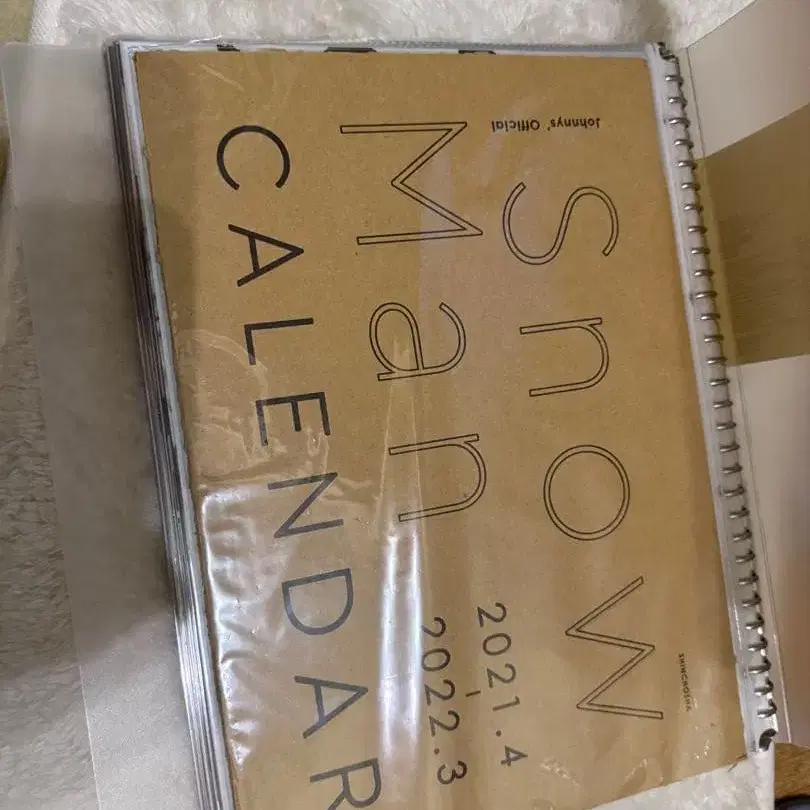 Johnnys' Official
Snow
Man
CALENDAR
2021.4
-
2022.3
SHINCHOSHA